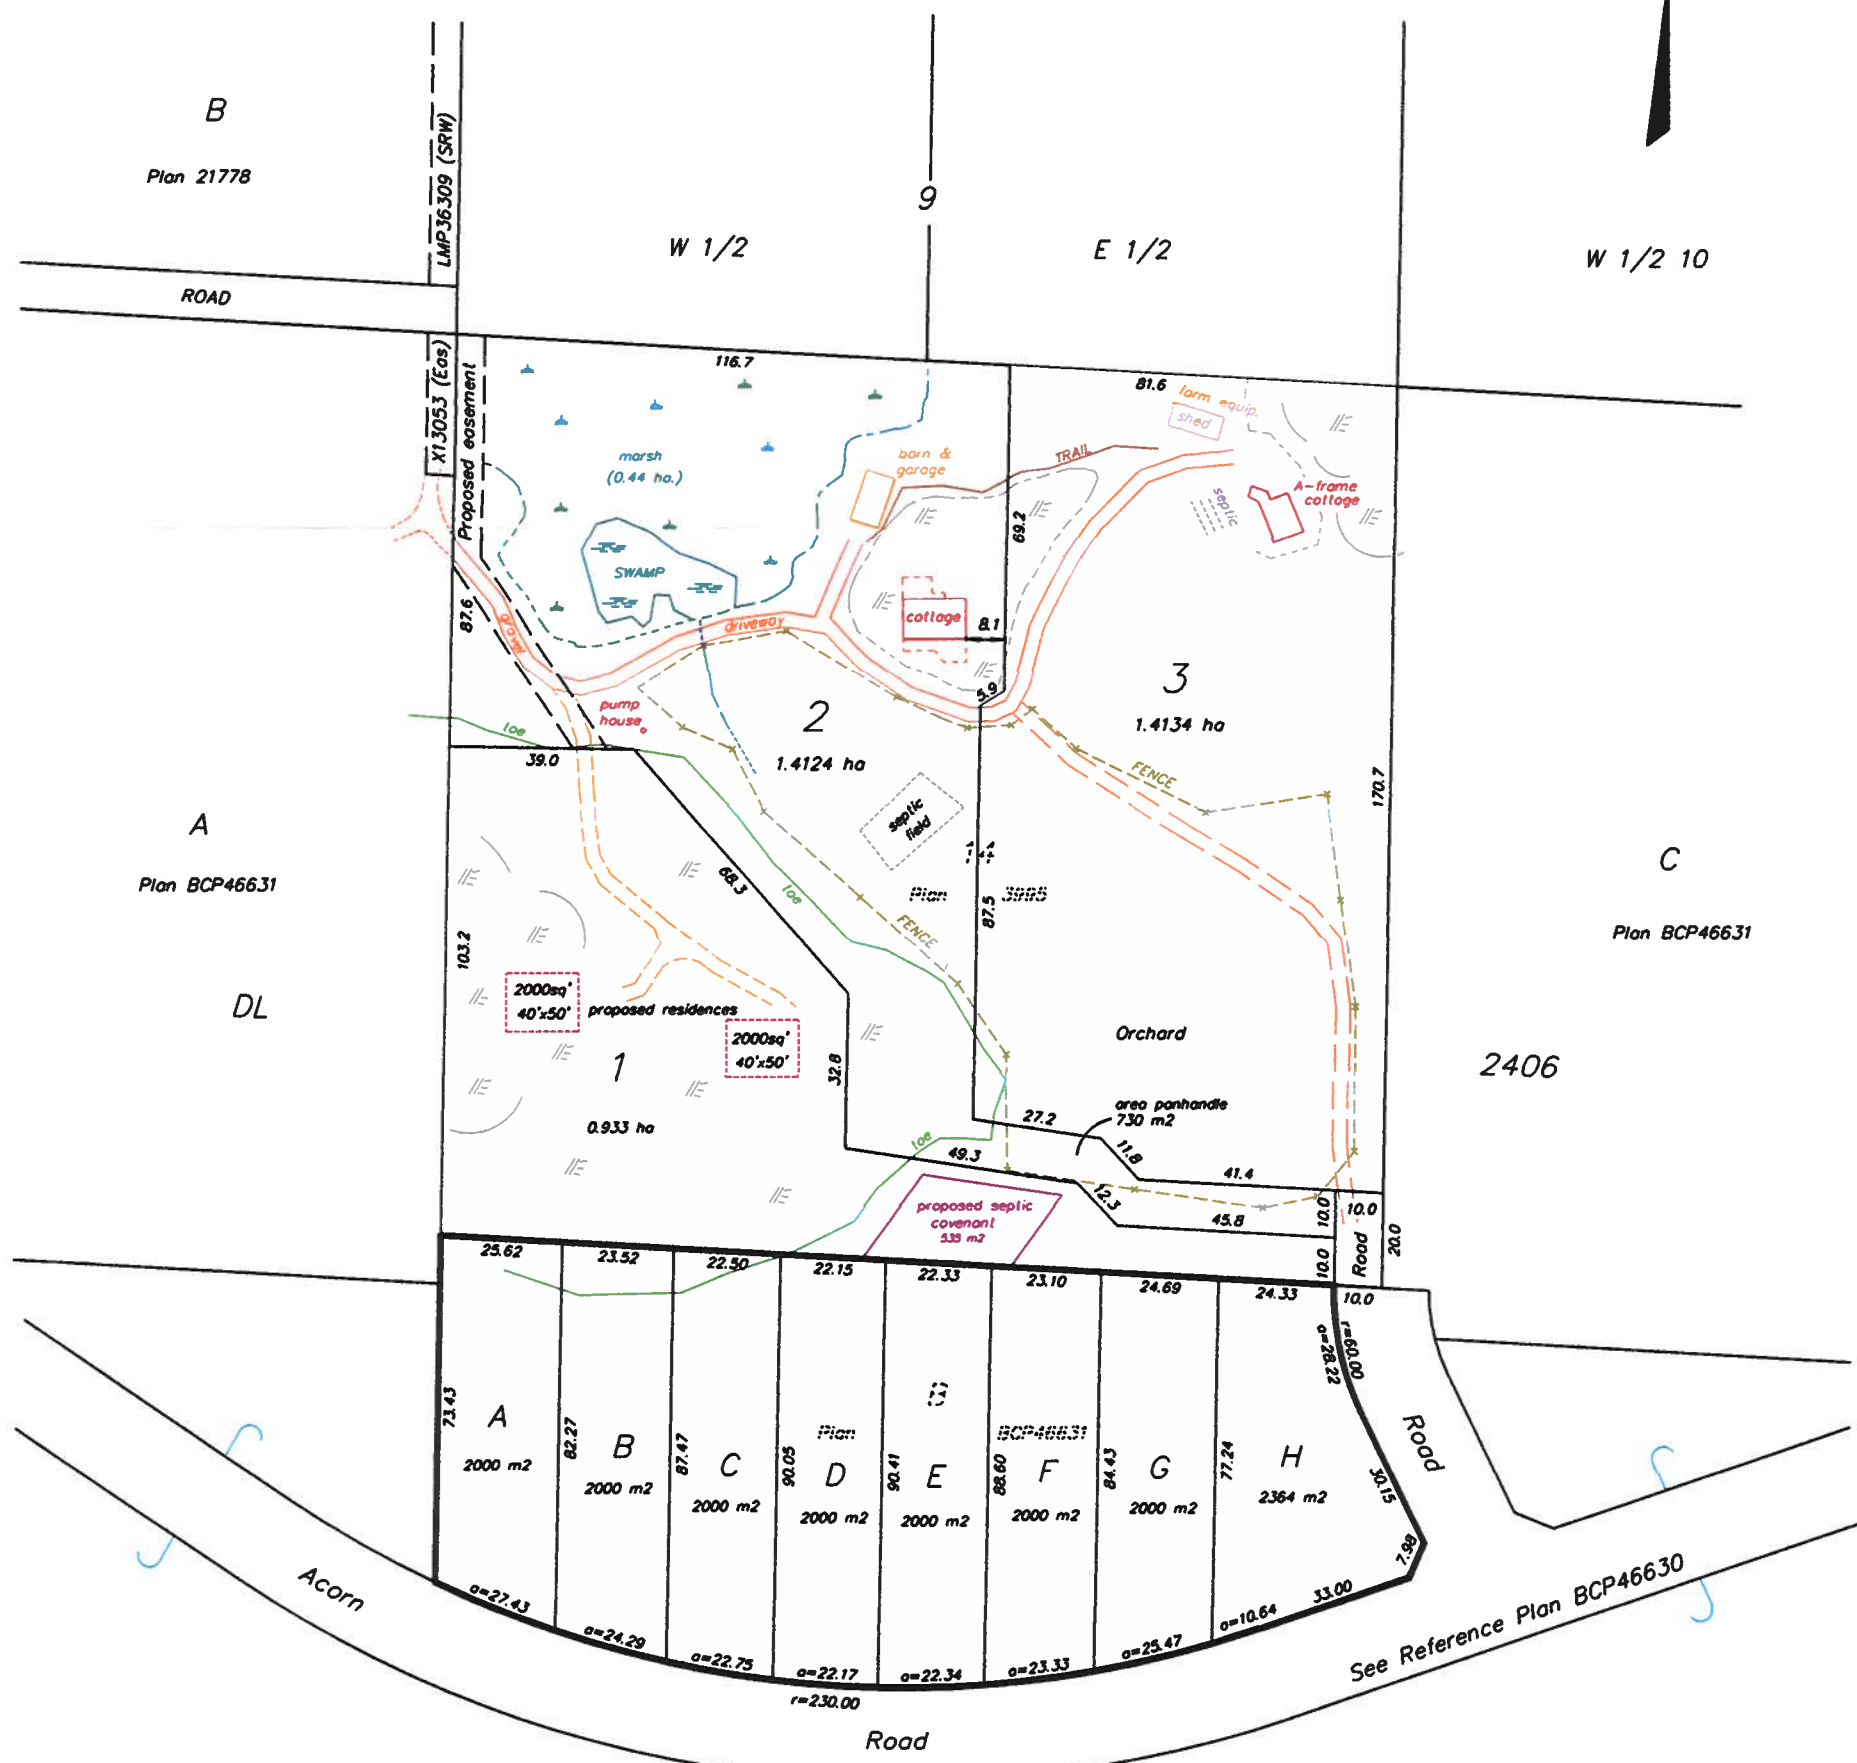 B
Plan 21778
LMP36309 (SRW)
ROAD
9
W 1/2
E 1/2
W 1/2 10
X113053 (Eas)
Proposed easement
116.7
81.6
farm equip.
shed
marsh
(0.44 ha.)
barn &
garage
TRAIL
A-frame
cottage
septic
69.2
SWAMP
87.6
gravel
driveway
cottage
8.1
5.9
pump
house
toe
39.0
2
1.4124 ha
3
1.4134 ha
FENCE
170.7
septic
field
A
Plan BCP46631
C
Plan BCP46631
68.3
toe
14
Plan 3995
87.5
FENCE
103.2
DL
2406
2000sq'
40'x50'
proposed residences
2000sq'
40'x50'
1
0.933 ha
32.8
Orchard
area panhandle
730 m2
27.2
11.8
41.4
toe
49.3
12.3
45.8
10.0
10.0
20.0
10.0
Road
10.0
proposed septic
covenant
535 m2
25.62
23.52
22.50
22.15
22.33
23.10
24.69
24.33
r=60.00
a=28.22
73.43
82.27
87.47
90.05
90.41
88.60
84.43
77.24
A
2000 m2
B
2000 m2
C
2000 m2
Plan
D
2000 m2
E
2000 m2
BCP46631
F
2000 m2
G
2000 m2
H
2364 m2
Road
30.15
7.98
33.00
a=27.43
a=24.29
a=22.75
a=22.17
a=22.34
a=23.33
a=25.47
a=10.64
r=230.00
Acorn
Road
See Reference Plan BCP46630